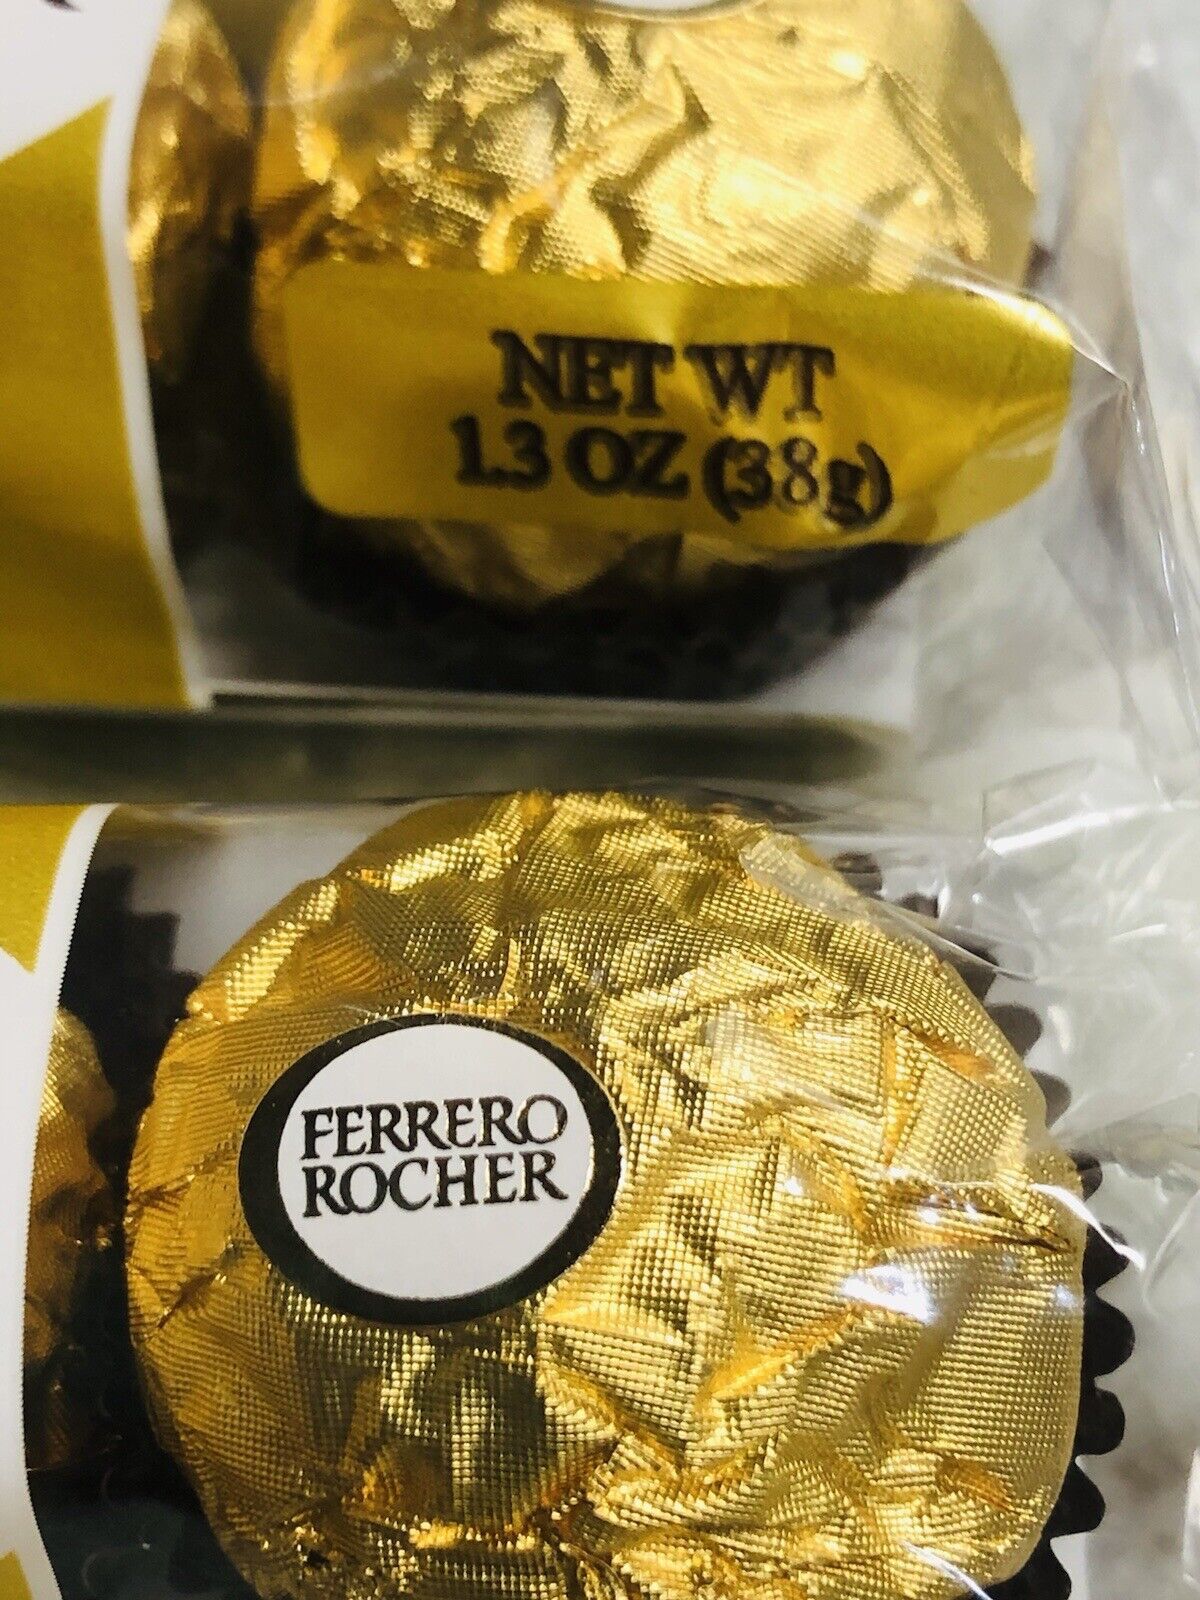 NET WT
1.3 OZ (38g)
FERRERO
ROCHER